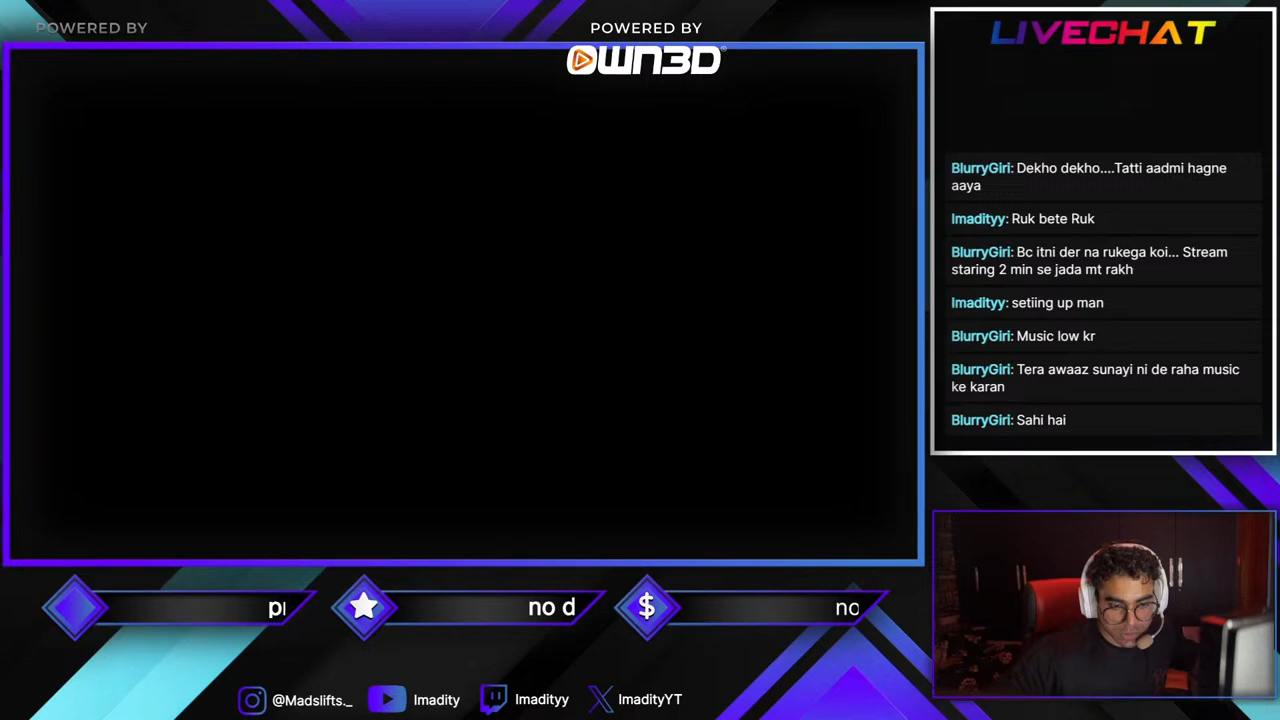 POWERED BY
POWERED BY
OWN3D
LIVECHAT
BlurryGiri: Dekho dekho....Tatti aadmi hagne
aaya
Imadityy: Ruk bete Ruk
BlurryGiri: Bc itni der na rukega koi... Stream
staring 2 min se jada mt rakh
Imadityy: setiing up man
BlurryGiri: Music low kr
BlurryGiri: Tera awaaz sunayi ni de raha music
ke karan
BlurryGiri: Sahi hai
no d
$
no
@Madslifts._
Imadity
Imadityy
ImadityYT